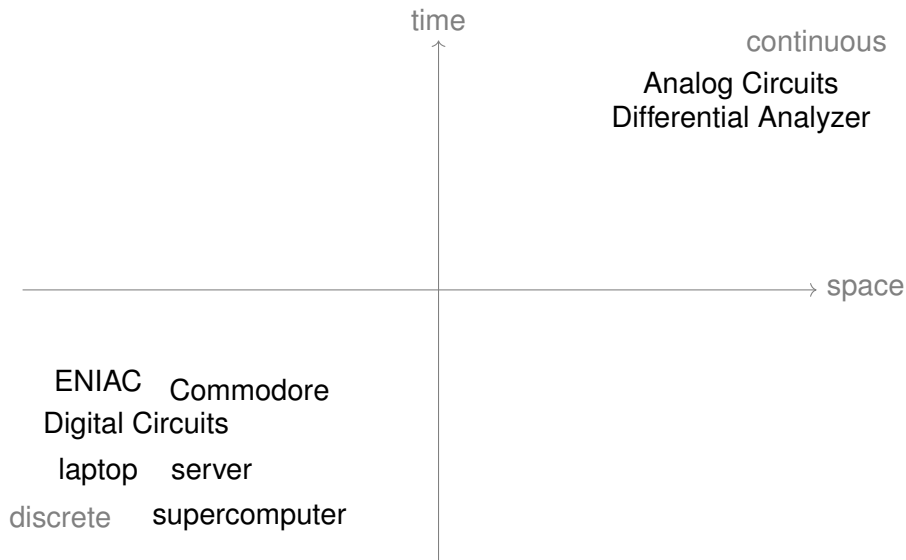 time
continuous
Analog Circuits
Differential Analyzer
space
ENIAC
Commodore
Digital Circuits
laptop
server
discrete
supercomputer